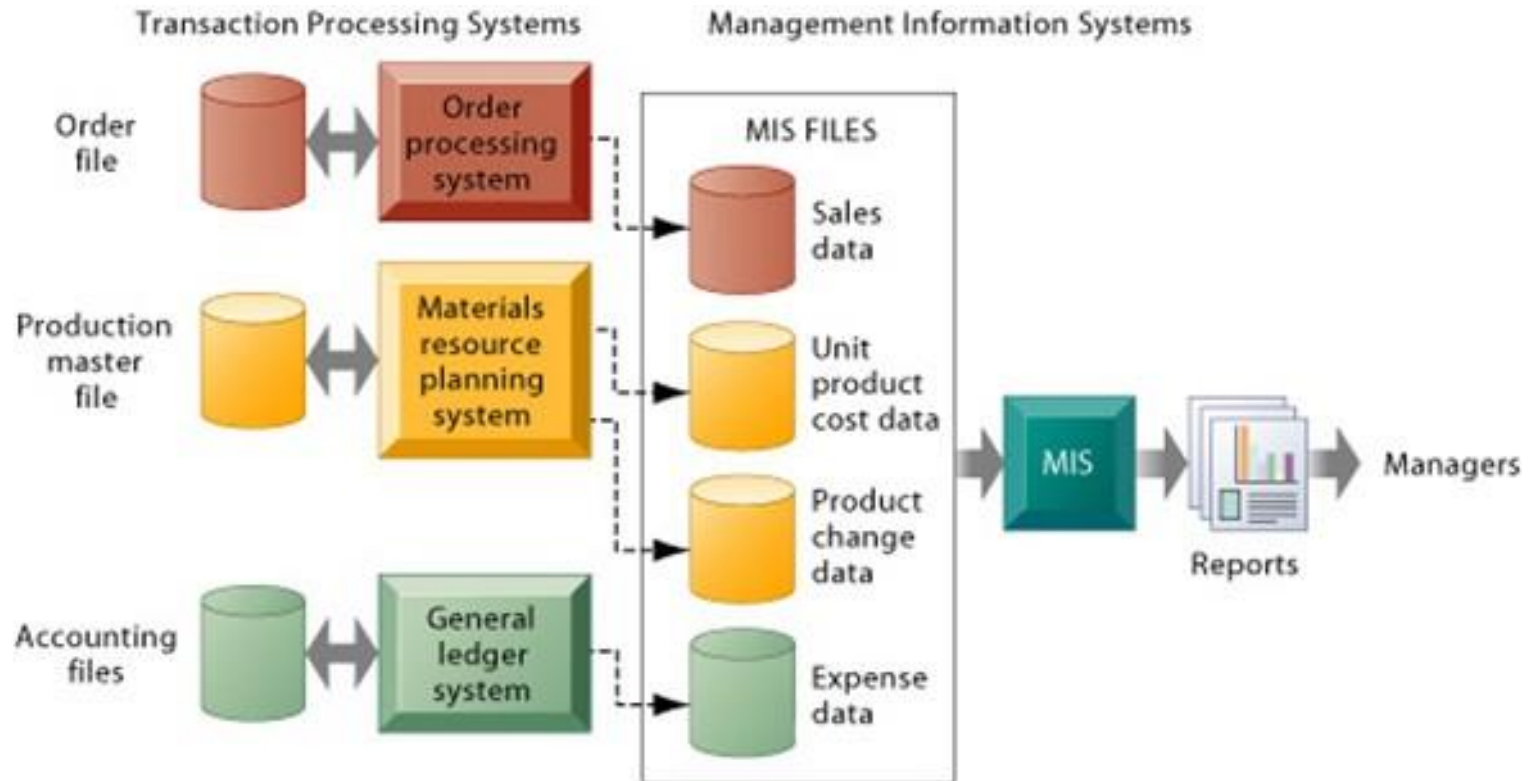 Transaction Processing Systems
Management Information Systems
Order
file
Order
processing
system
MIS FILES
Sales
data
Production
master
file
Materials
resource
planning
system
Unit
product
cost data
MIS
Managers
Product
change
data
Reports
Accounting
files
General
ledger
system
Expense
data